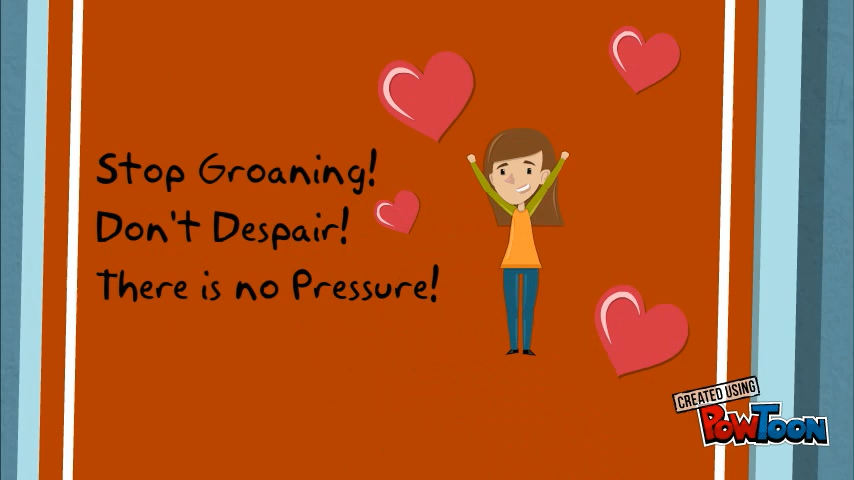 Stop Groaning!
Don't Despair!
There is no Pressure!
CREATED USING
POWTOON